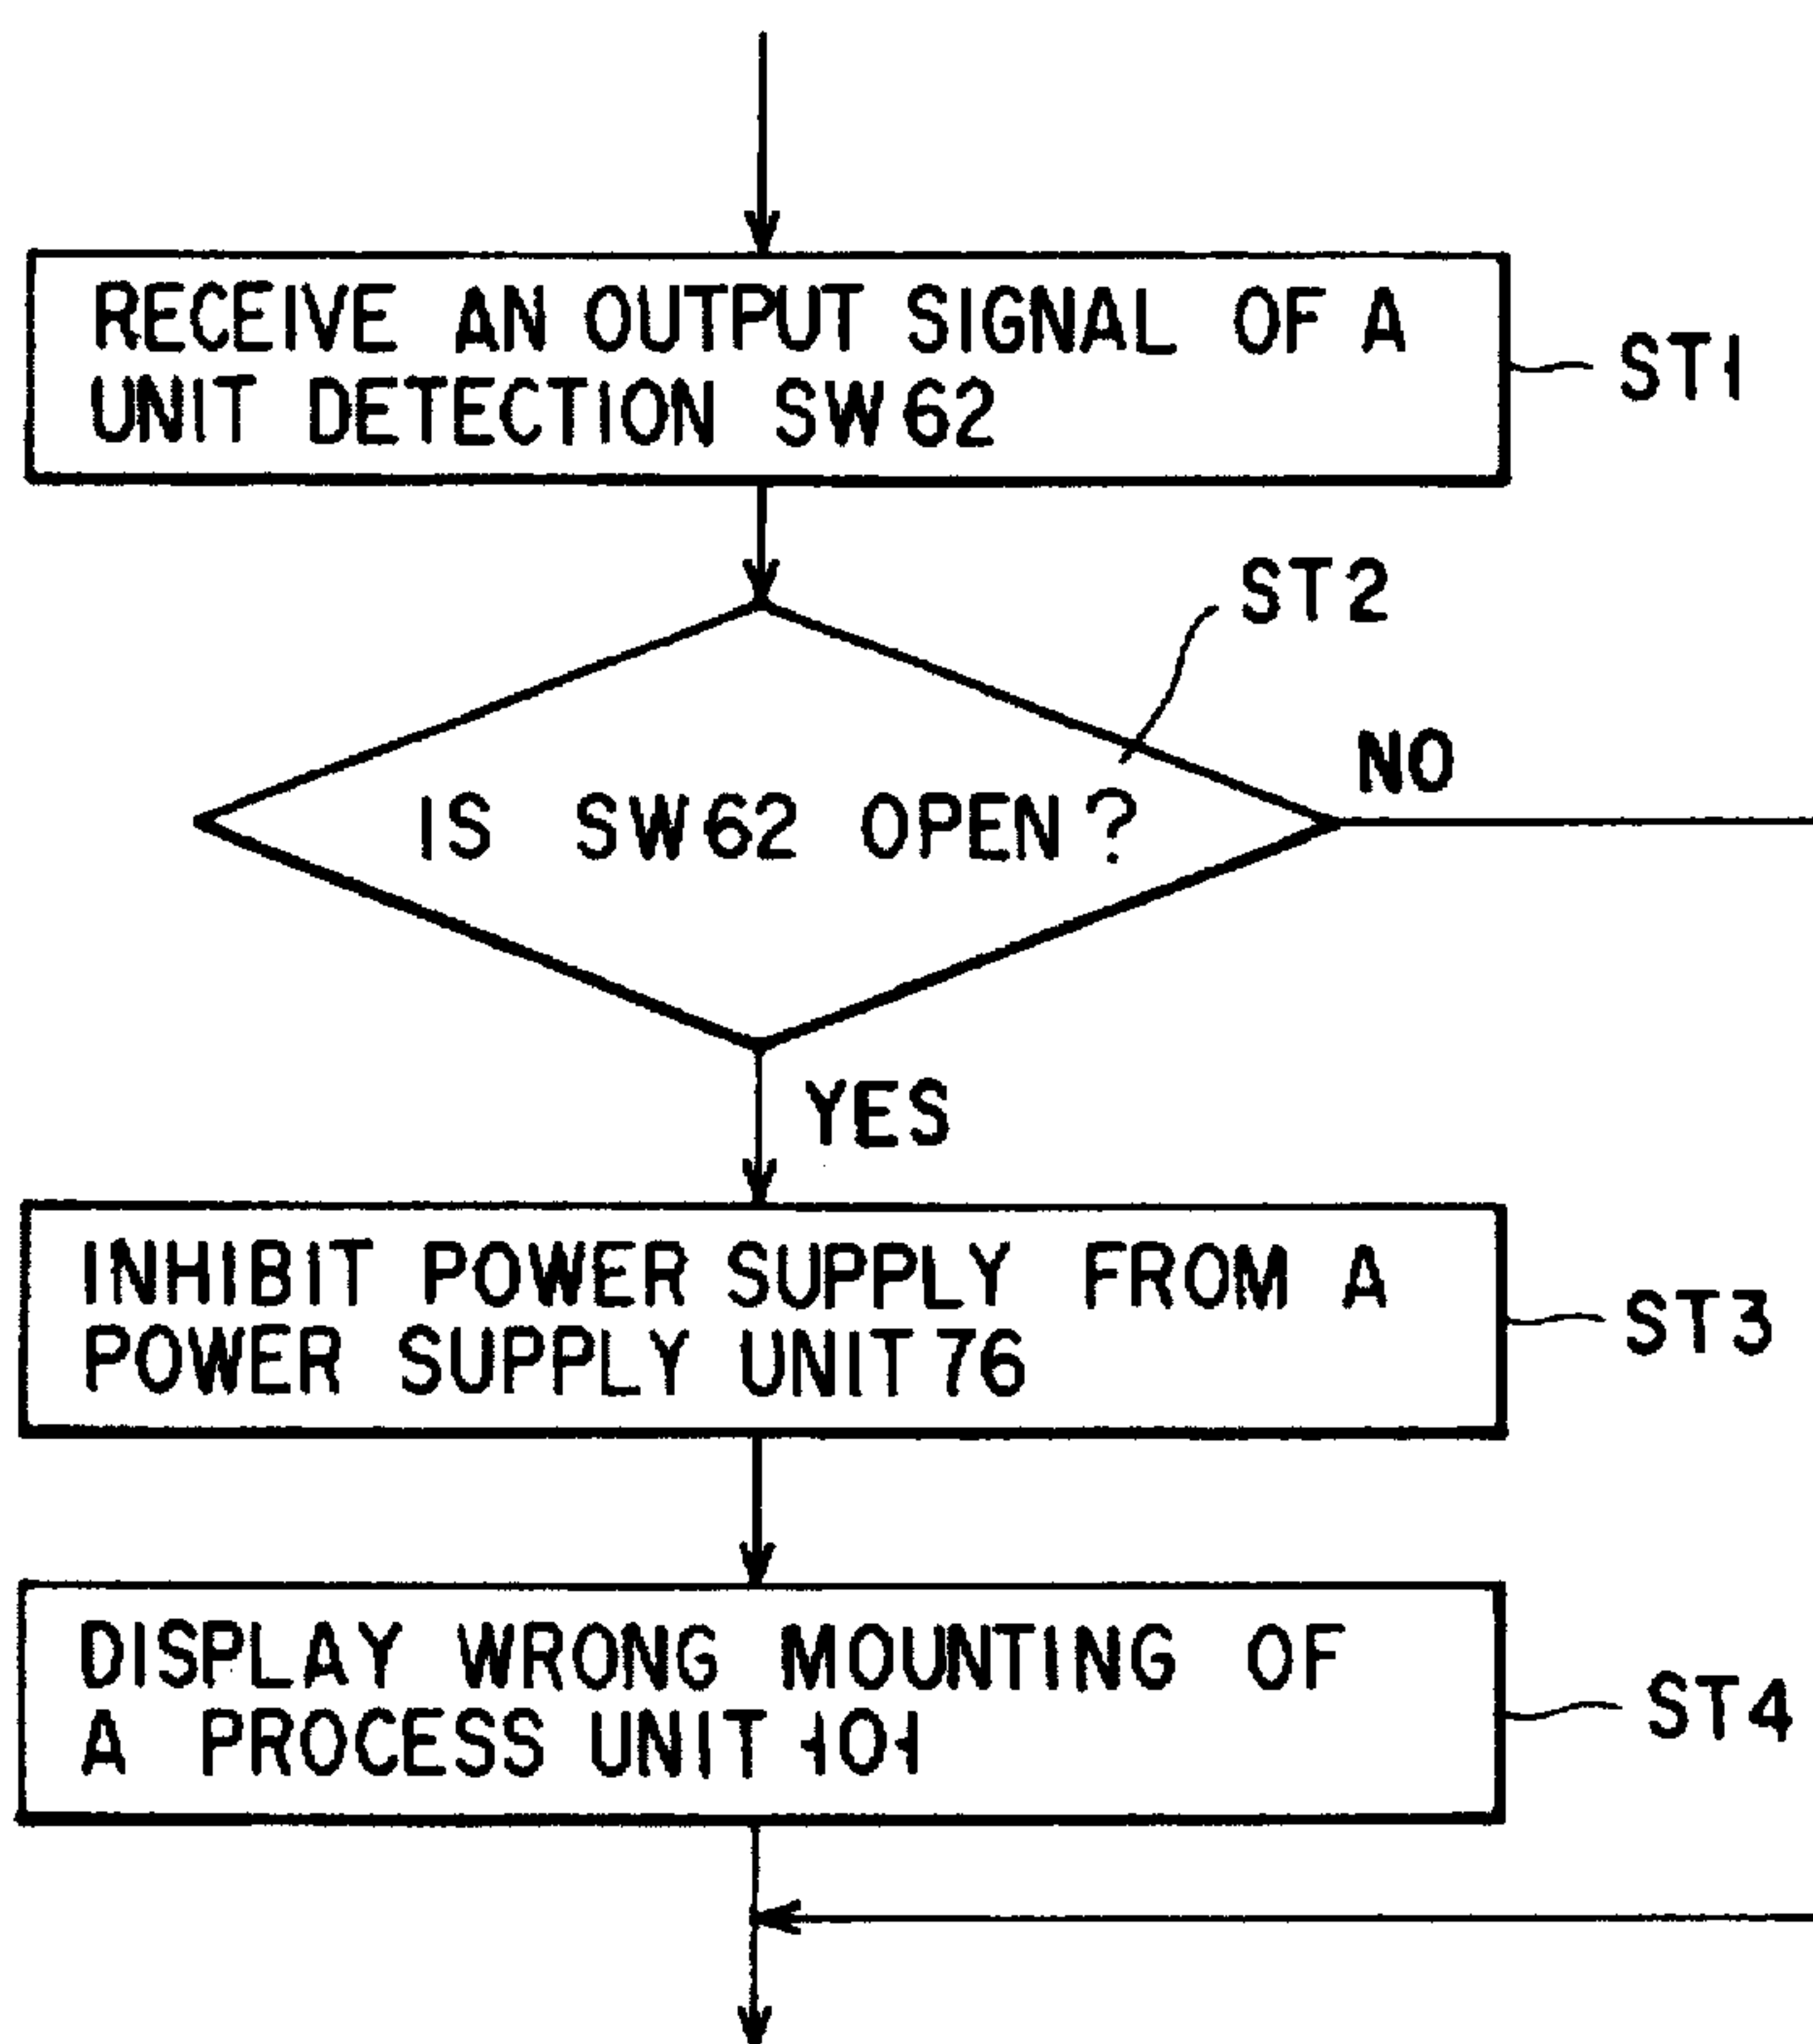 RECEIVE AN OUTPUT SIGNAL OF A
UNIT DETECTION SW62
ST1
ST2
IS SW62 OPEN?
NO
YES
INHIBIT POWER SUPPLY FROM A
POWER SUPPLY UNIT 76
ST3
DISPLAY WRONG MOUNTING OF
A PROCESS UNIT 101
ST4